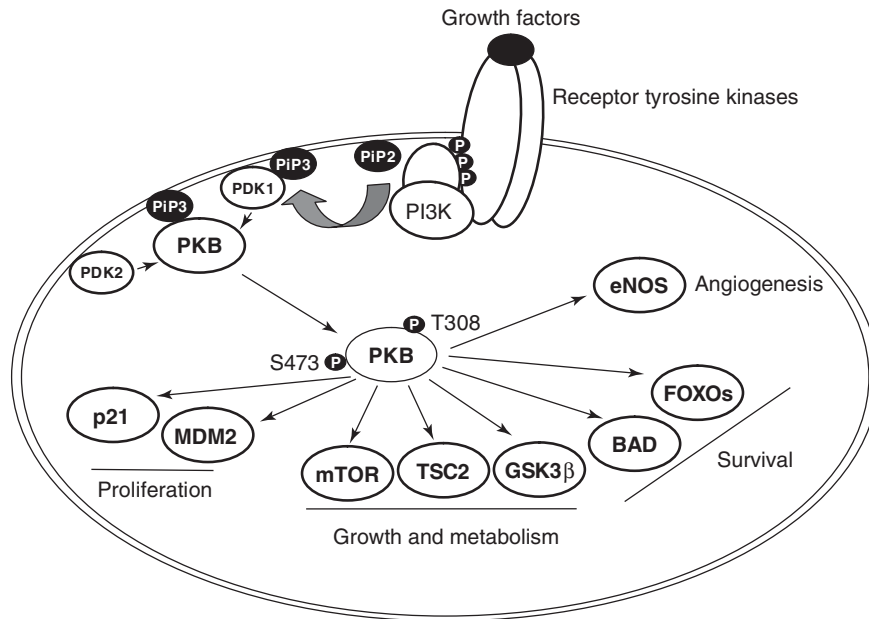 Growth factors
Receptor tyrosine kinases
P
P
P
PiP2
PiP3
PDK1
PI3K
PiP3
PKB
PDK2
eNOS
Angiogenesis
P
T308
S473
P
PKB
FOXOs
p21
MDM2
BAD
Survival
mTOR
TSC2
GSK3β
Proliferation
Growth and metabolism